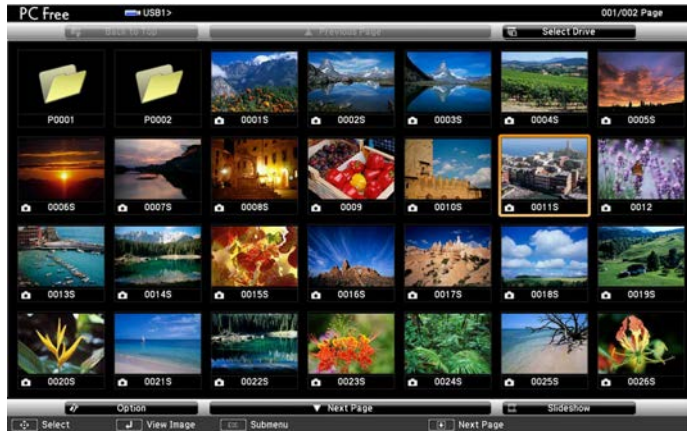 PC Free USB1> 001/002 Page
Back to Top ▲ Previous Page Select Drive
P0001 P0002 0001S 0002S 0003S 0004S 0005S
0006S 0007S 0008S 0009 0010S 0011S 0012
0013S 0014S 0015S 0016S 0017S 0018S 0019S
0020S 0021S 0022S 0023S 0024S 0025S 0026S
Option ▼ Next Page Slideshow
Select View Image Submenu Next Page